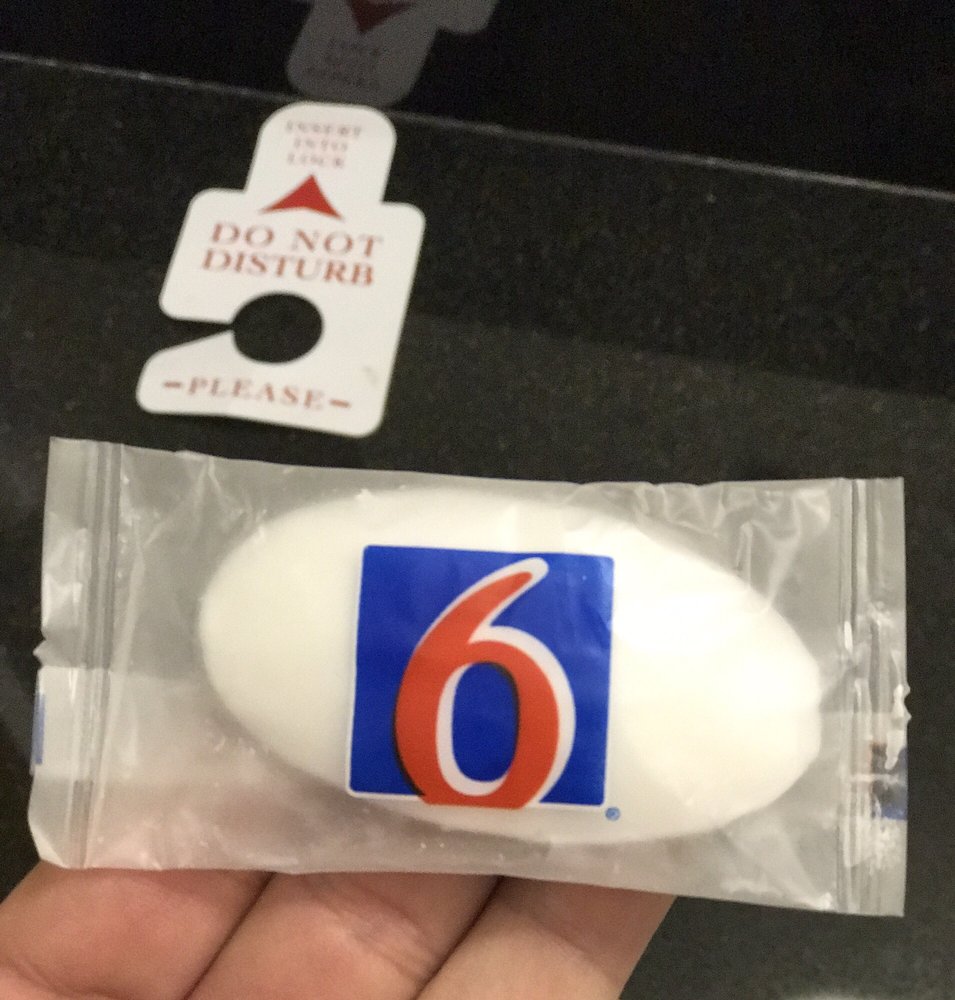 INSERT
INTO
LOCK
DO NOT
DISTURB
-PLEASE-
6
®